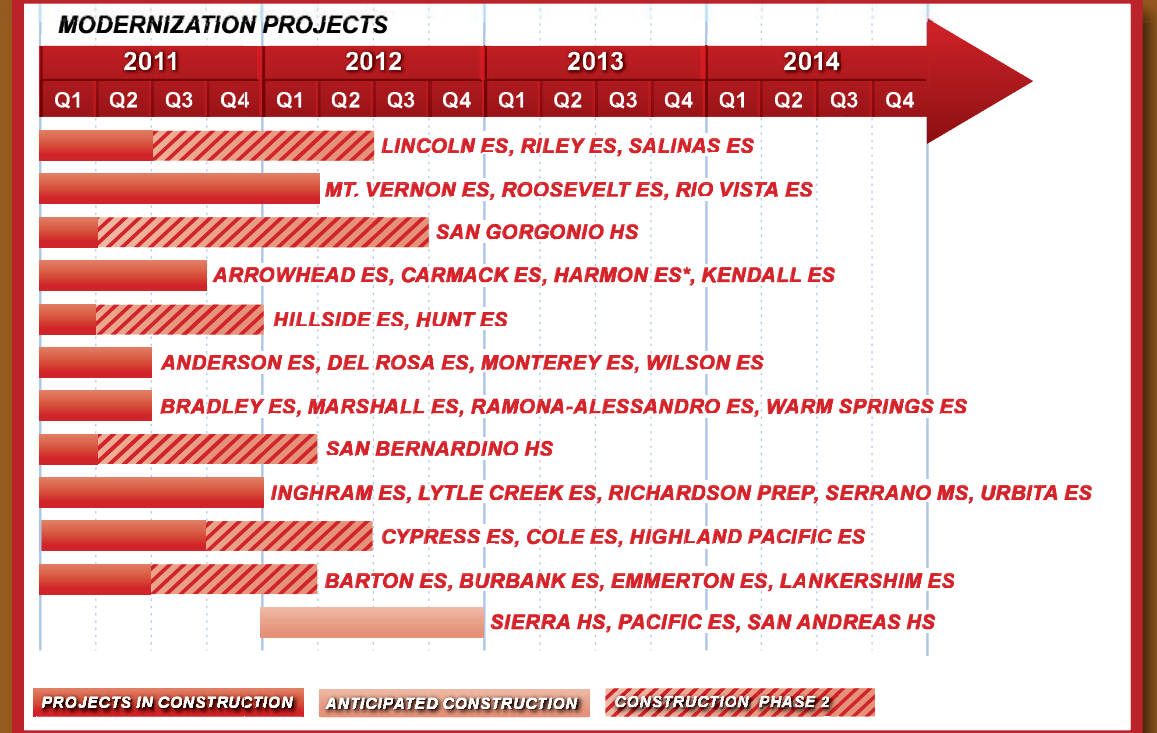 MODERNIZATION PROJECTS
2011 2012 2013 2014
Q1 Q2 Q3 Q4 Q1 Q2 Q3 Q4 Q1 Q2 Q3 Q4 Q1 Q2 Q3 Q4
LINCOLN ES, RILEY ES, SALINAS ES
MT. VERNON ES, ROOSEVELT ES, RIO VISTA ES
SAN GORGONIO HS
ARROWHEAD ES, CARMACK ES, HARMON ES*, KENDALL ES
HILLSIDE ES, HUNT ES
ANDERSON ES, DEL ROSA ES, MONTEREY ES, WILSON ES
BRADLEY ES, MARSHALL ES, RAMONA-ALESSANDRO ES, WARM SPRINGS ES
SAN BERNARDINO HS
INGHRAM ES, LYTLE CREEK ES, RICHARDSON PREP, SERRANO MS, URBITA ES
CYPRESS ES, COLE ES, HIGHLAND PACIFIC ES
BARTON ES, BURBANK ES, EMMERTON ES, LANKERSHIM ES
SIERRA HS, PACIFIC ES, SAN ANDREAS HS
PROJECTS IN CONSTRUCTION ANTICIPATED CONSTRUCTION CONSTRUCTION PHASE 2